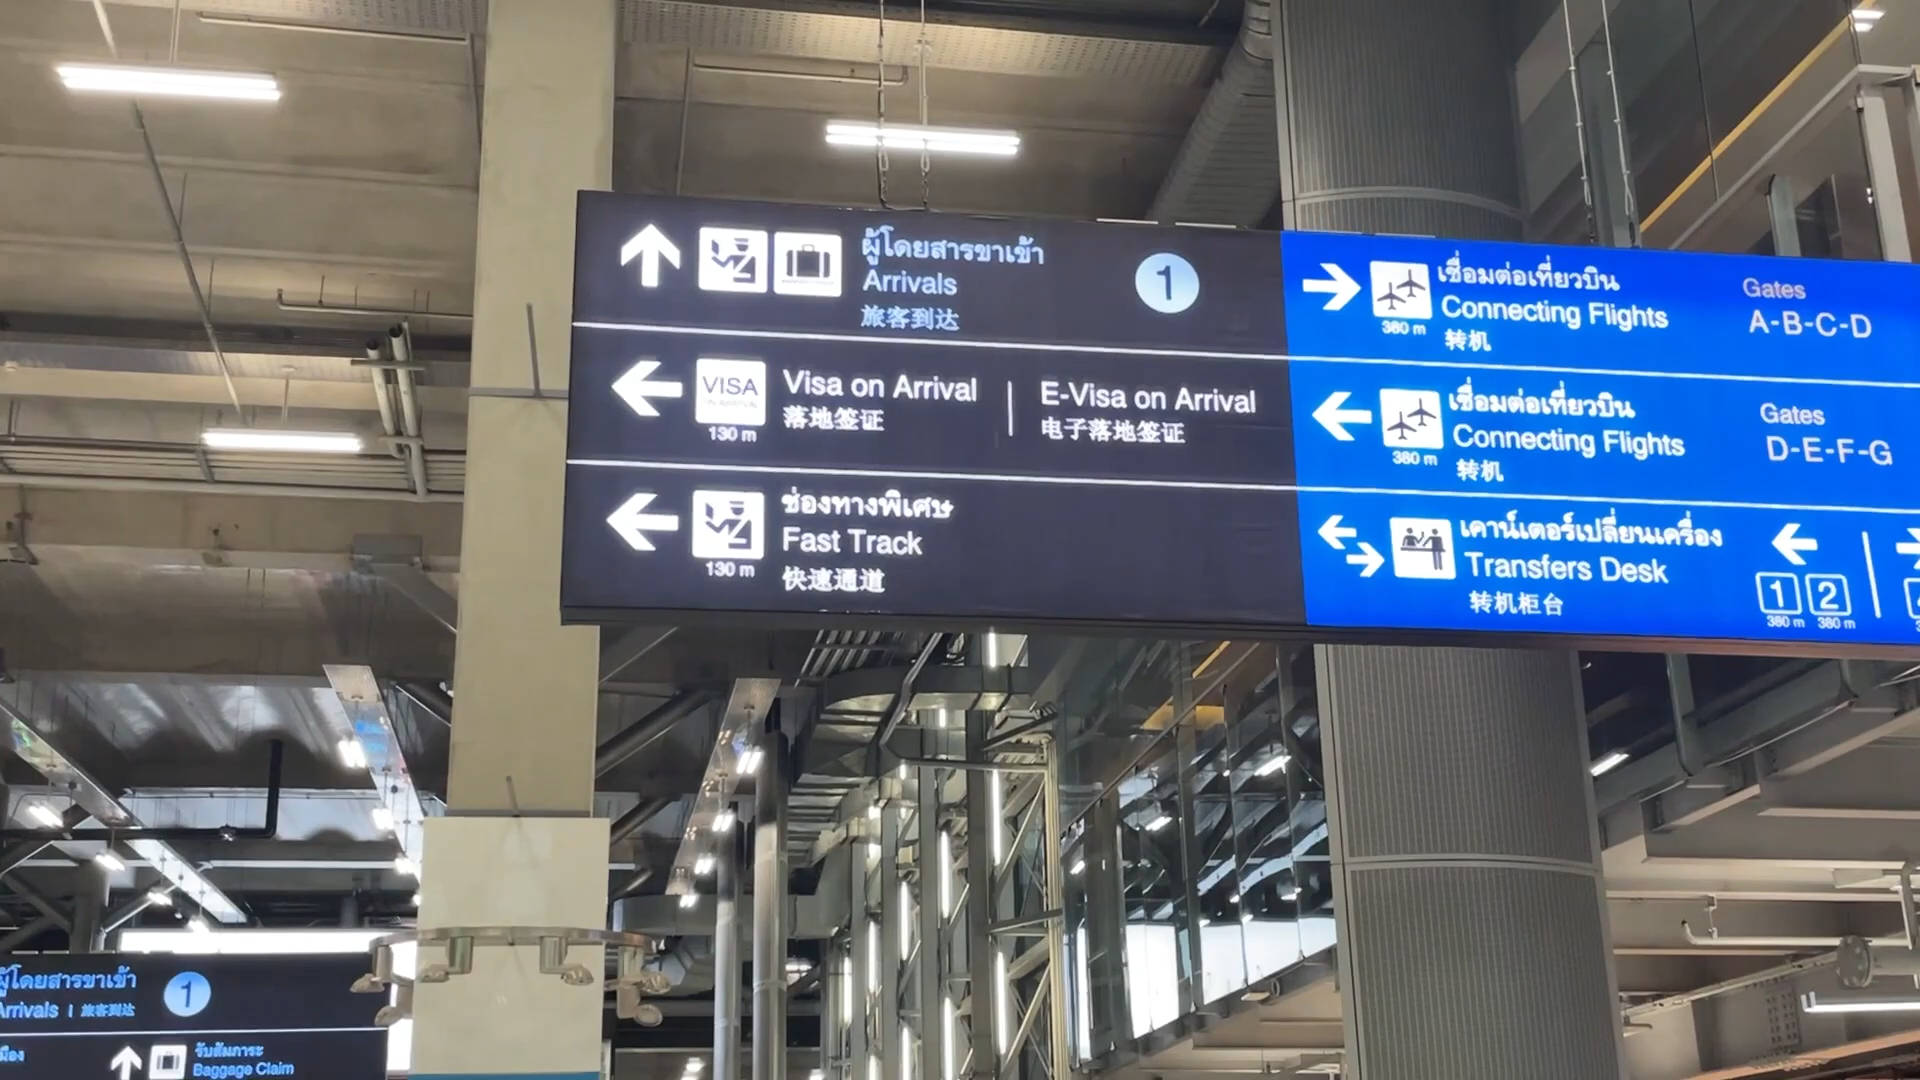 ผู้โดยสารขาเข้า
Arrivals
旅客到达
1
VISA
ON ARRIVAL
130 m
Visa on Arrival
落地签证
E-Visa on Arrival
电子落地签证
130 m
ช่องทางพิเศษ
Fast Track
快速通道
380 m
เชื่อมต่อเที่ยวบิน
Connecting Flights
转机
Gates
A-B-C-D
380 m
เชื่อมต่อเที่ยวบิน
Connecting Flights
转机
Gates
D-E-F-G
เคาน์เตอร์เปลี่ยนเครื่อง
Transfers Desk
转机柜台
1 2
380 m 380 m
ผู้โดยสารขาเข้า
Arrivals | 旅客到达
1
รับสัมภาระ
Baggage Claim